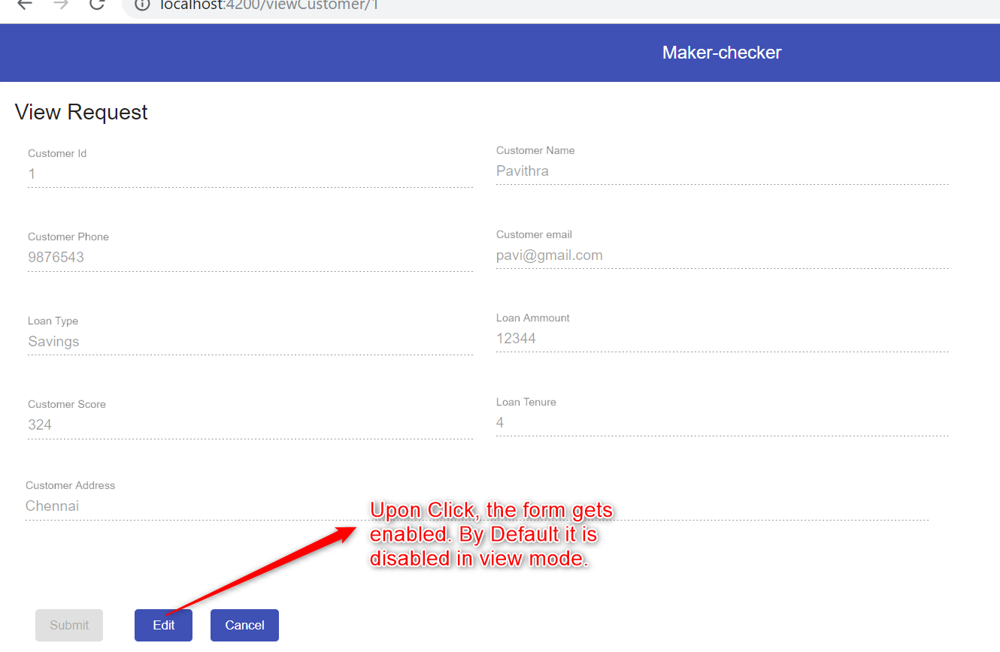 localhost:4200/viewCustomer/1
Maker-checker
View Request
Customer Id
1
Customer Name
Pavithra
Customer Phone
9876543
Customer email
pavi@gmail.com
Loan Type
Savings
Loan Ammount
12344
Customer Score
324
Loan Tenure
4
Customer Address
Chennai
Upon Click, the form gets
enabled. By Default it is
disabled in view mode.
Submit
Edit
Cancel